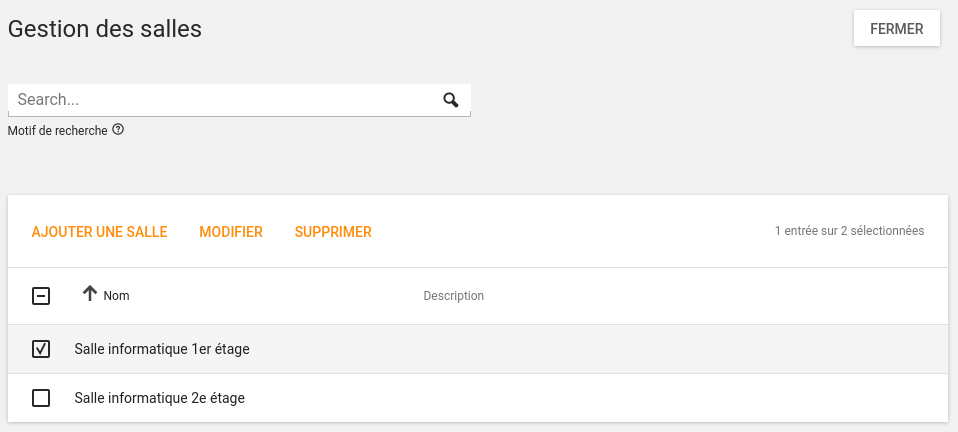 Gestion des salles
FERMER
Search...
Motif de recherche
AJOUTER UNE SALLE MODIFIER SUPPRIMER 1 entrée sur 2 sélectionnées
Nom Description
Salle informatique 1er étage
Salle informatique 2e étage